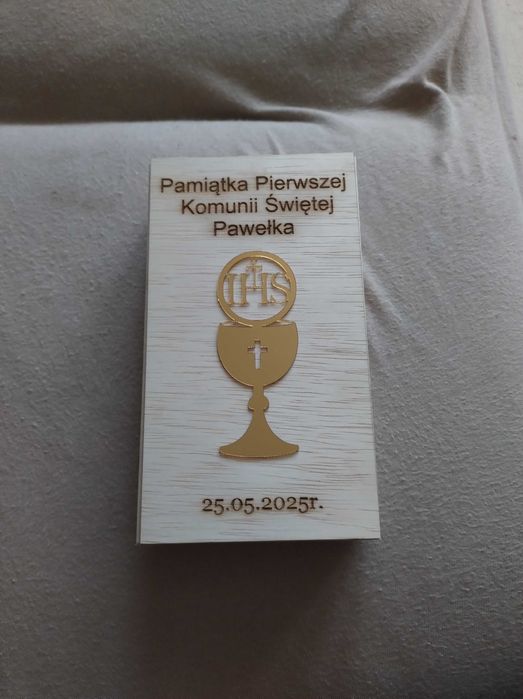 Pamiątka Pierwszej
Komunii Świętej
Pawełka
IHS
25.05.2025r.